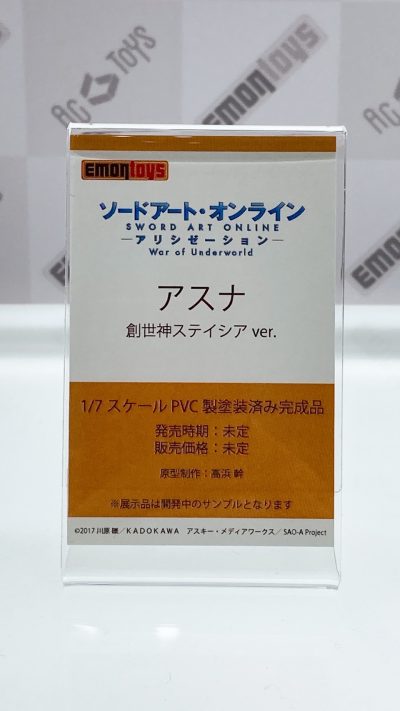 AC TOYS
EMONTOYS
EMONTOYS
ソードアート・オンライン
SWORD ART ONLINE
―アリシゼーション―
War of Underworld
アスナ
創世神ステイシア ver.
1/7 スケール PVC 製塗装済み完成品
発売時期：未定
販売価格：未定
原型制作：高浜 幹
※展示品は開発中のサンプルとなります
©2017 川原 礫／KADOKAWA アスキー・メディアワークス／SAO-A Project